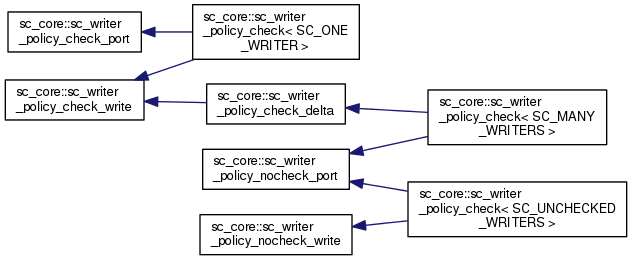 sc_core::sc_writer
_policy_check_port
sc_core::sc_writer
_policy_check< SC_ONE
_WRITER >
sc_core::sc_writer
_policy_check_write
sc_core::sc_writer
_policy_check_delta
sc_core::sc_writer
_policy_check< SC_MANY
_WRITERS >
sc_core::sc_writer
_policy_nocheck_port
sc_core::sc_writer
_policy_check< SC_UNCHECKED
_WRITERS >
sc_core::sc_writer
_policy_nocheck_write